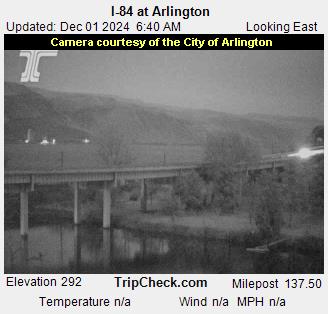 I-84 at Arlington
Updated: Dec 01 2024 6:40 AM Looking East
Camera courtesy of the City of Arlington
Elevation 292 TripCheck.com Milepost 137.50
Temperature n/a Wind n/a MPH n/a